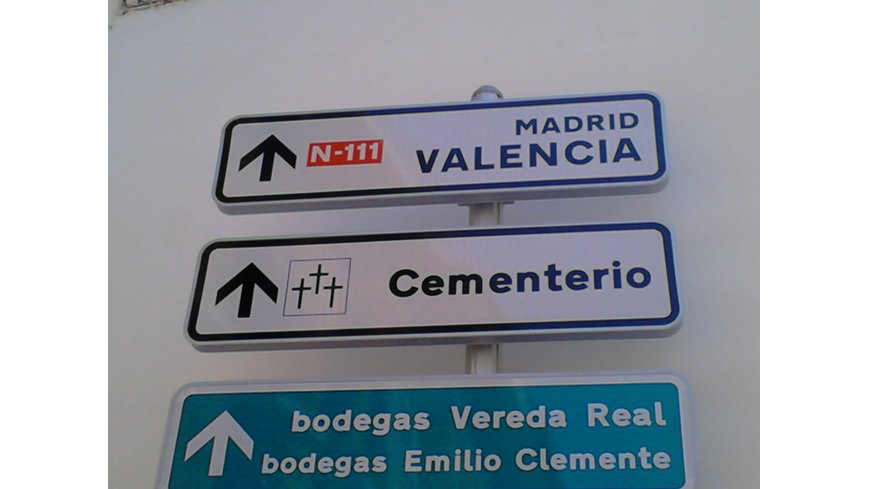 MADRID
N-111 VALENCIA
Cementerio
bodegas Vereda Real
bodegas Emilio Clemente